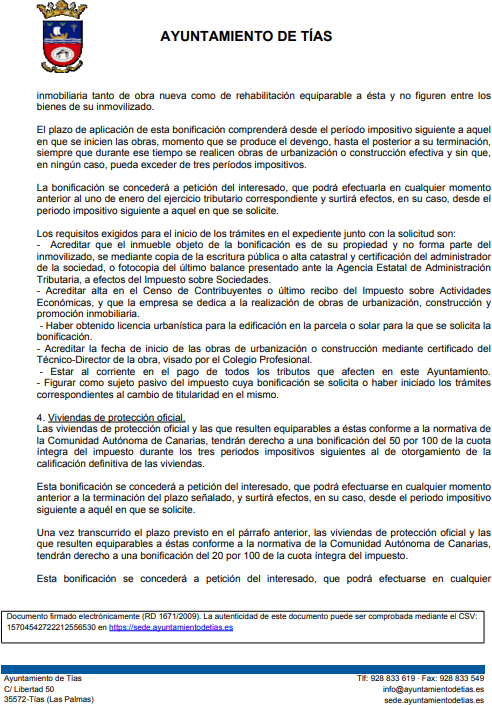 AYUNTAMIENTO DE TÍAS
inmobiliaria tanto de obra nueva como de rehabilitación equiparable a ésta y no figuren entre los
bienes de su inmovilizado.
El plazo de aplicación de esta bonificación comprenderá desde el período impositivo siguiente a aquel
en que se inicien las obras, momento que se produce el devengo, hasta el posterior a su terminación,
siempre que durante ese tiempo se realicen obras de urbanización o construcción efectiva y sin que,
en ningún caso, pueda exceder de tres períodos impositivos.
La bonificación se concederá a petición del interesado, que podrá efectuarla en cualquier momento
anterior al uno de enero del ejercicio tributario correspondiente y surtirá efectos, en su caso, desde el
periodo impositivo siguiente a aquel en que se solicite.
Los requisitos exigidos para el inicio de los trámites en el expediente junto con la solicitud son:
- Acreditar que el inmueble objeto de la bonificación es de su propiedad y no forma parte del
inmovilizado, se mediante copia de la escritura pública o alta catastral y certificación del administrador
de la sociedad, o fotocopia del último balance presentado ante la Agencia Estatal de Administración
Tributaria, a efectos del Impuesto sobre Sociedades.
- Acreditar alta en el Censo de Contribuyentes o último recibo del Impuesto sobre Actividades
Económicas, y que la empresa se dedica a la realización de obras de urbanización, construcción y
promoción inmobiliaria.
- Haber obtenido licencia urbanística para la edificación en la parcela o solar para la que se solicita la
bonificación.
- Acreditar la fecha de inicio de las obras de urbanización o construcción mediante certificado del
Técnico-Director de la obra, visado por el Colegio Profesional.
- Estar al corriente en el pago de todos los tributos que afecten en este Ayuntamiento.
- Figurar como sujeto pasivo del impuesto cuya bonificación se solicita o haber iniciado los trámites
correspondientes al cambio de titularidad en el mismo.
4. Viviendas de protección oficial.
Las viviendas de protección oficial y las que resulten equiparables a éstas conforme a la normativa de
la Comunidad Autónoma de Canarias, tendrán derecho a una bonificación del 50 por 100 de la cuota
íntegra del impuesto durante los tres periodos impositivos siguientes al de otorgamiento de la
calificación definitiva de las viviendas.
Esta bonificación se concederá a petición del interesado, que podrá efectuarse en cualquier momento
anterior a la terminación del plazo señalado, y surtirá efectos, en su caso, desde el periodo impositivo
siguiente a aquél en que se solicite.
Una vez transcurrido el plazo previsto en el párrafo anterior, las viviendas de protección oficial y las
que resulten equiparables a éstas conforme a la normativa de la Comunidad Autónoma de Canarias,
tendrán derecho a una bonificación del 20 por 100 de la cuota íntegra del impuesto.
Esta bonificación se concederá a petición del interesado, que podrá efectuarse en cualquier
Documento firmado electrónicamente (RD 1671/2009). La autenticidad de este documento puede ser comprobada mediante el CSV:
15704542722212556530 en https://sede.ayuntamientodetias.es
Ayuntamiento de Tías
C/ Libertad 50
35572-Tías (Las Palmas)
Tlf: 928 833 619 · Fax: 928 833 549
info@ayuntamientodetias.es
sede.ayuntamientodetias.es